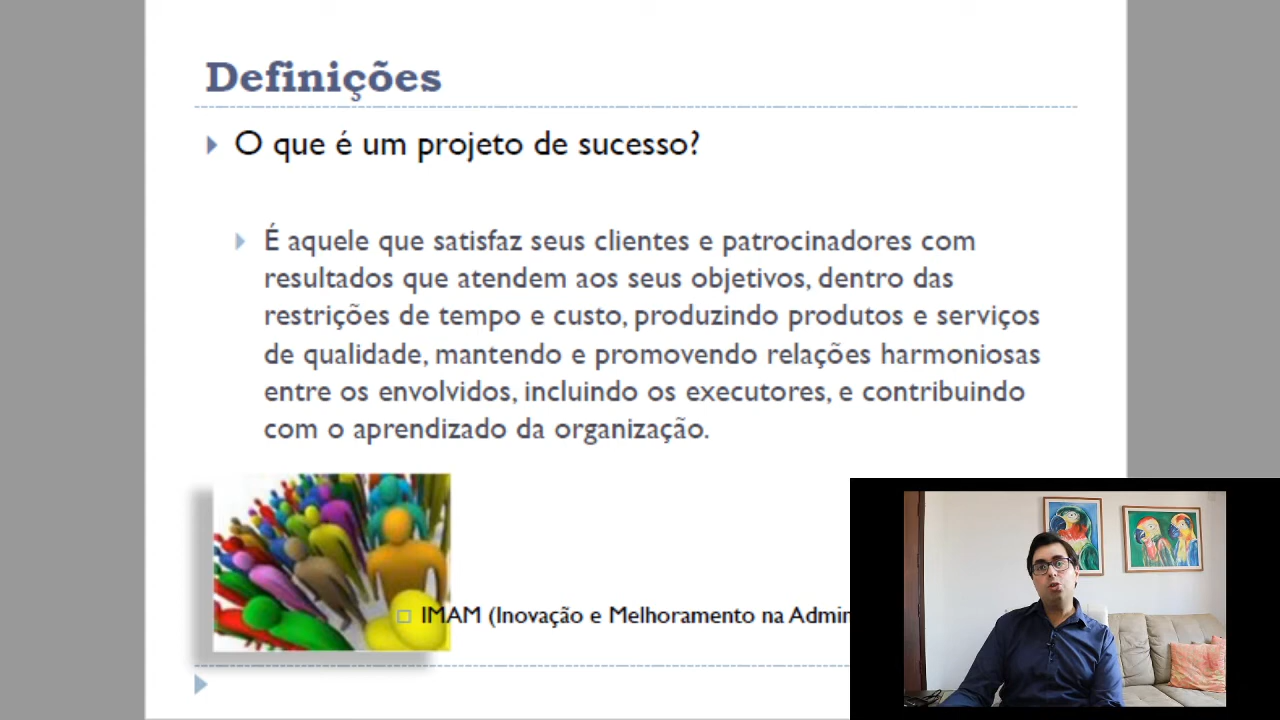 Definições
O que é um projeto de sucesso?
É aquele que satisfaz seus clientes e patrocinadores com
resultados que atendem aos seus objetivos, dentro das
restrições de tempo e custo, produzindo produtos e serviços
de qualidade, mantendo e promovendo relações harmoniosas
entre os envolvidos, incluindo os executores, e contribuindo
com o aprendizado da organização.
IMAM (Inovação e Melhoramento na